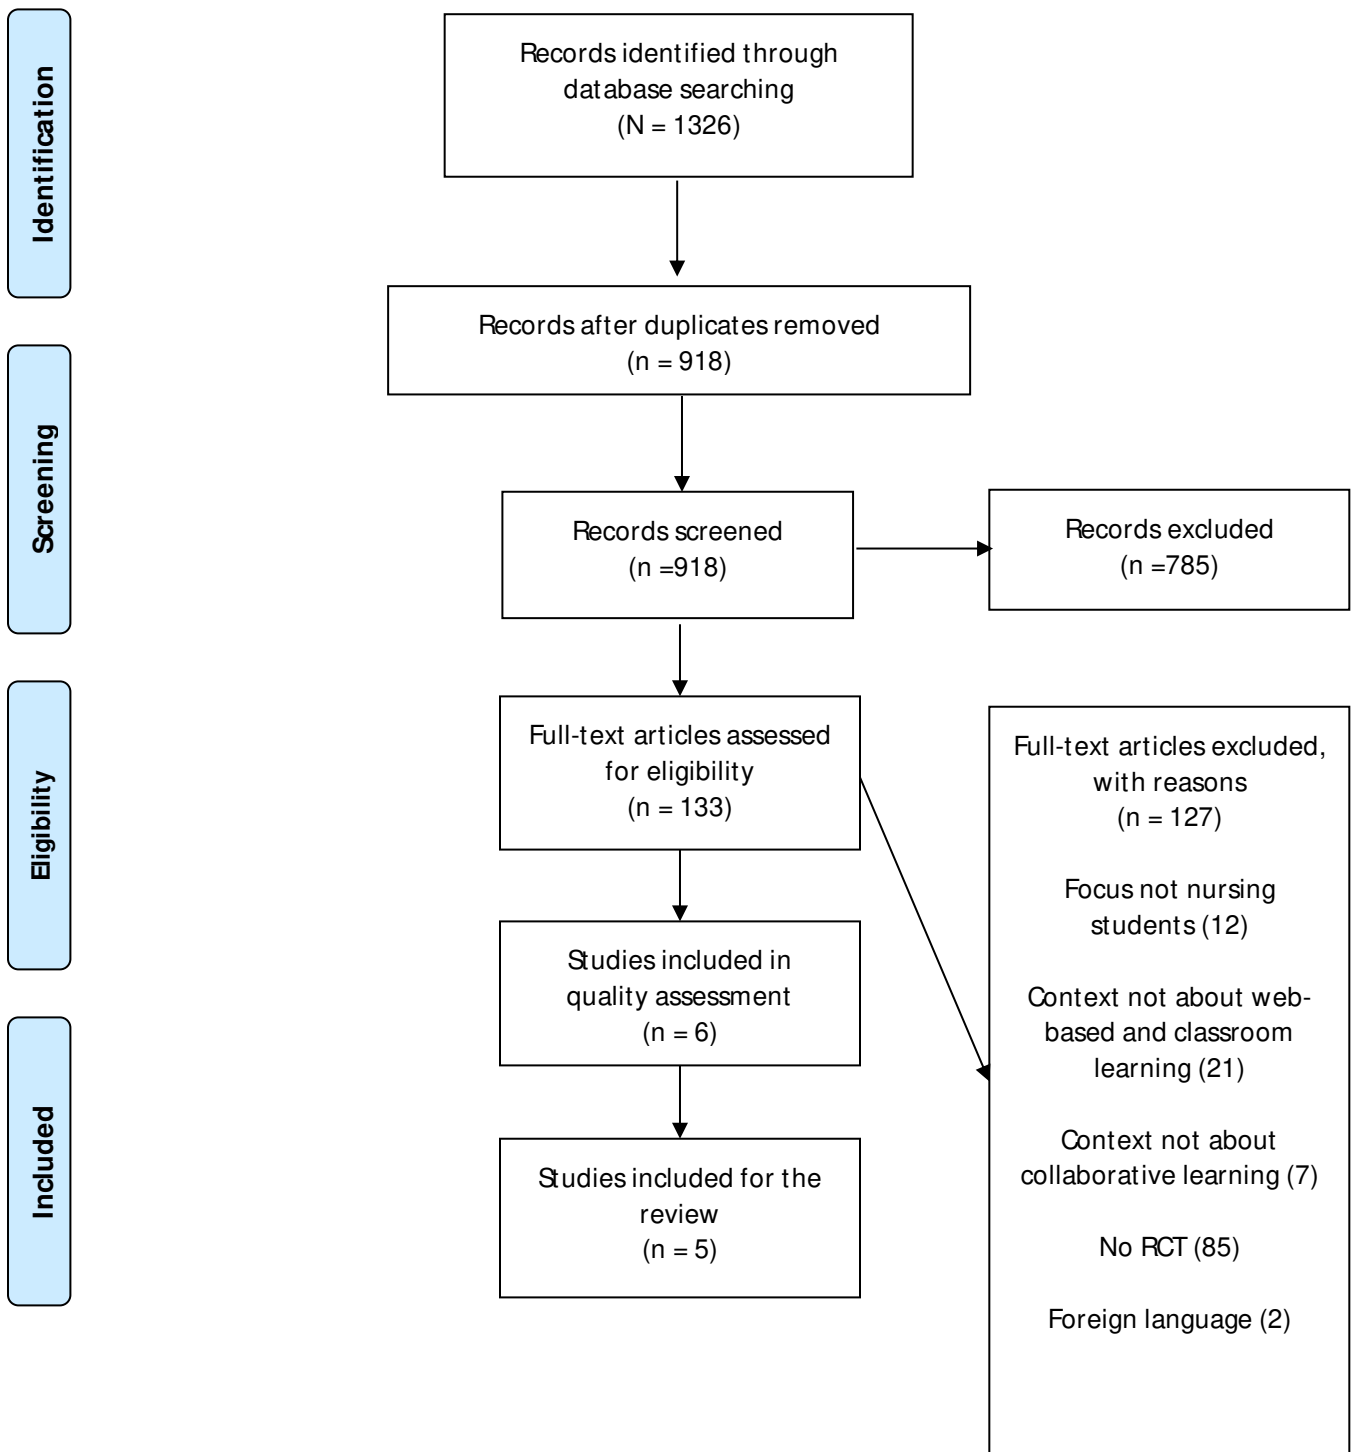 Identification
Records identified through
database searching
(N = 1326)
Records after duplicates removed
(n = 918)
Screening
Records screened
(n =918)
Records excluded
(n =785)
Eligibility
Full-text articles assessed
for eligibility
(n = 133)
Full-text articles excluded,
with reasons
(n = 127)
Focus not nursing
students (12)
Context not about web-
based and classroom
learning (21)
Context not about
collaborative learning (7)
No RCT (85)
Foreign language (2)
Studies included in
quality assessment
(n = 6)
Included
Studies included for the
review
(n = 5)